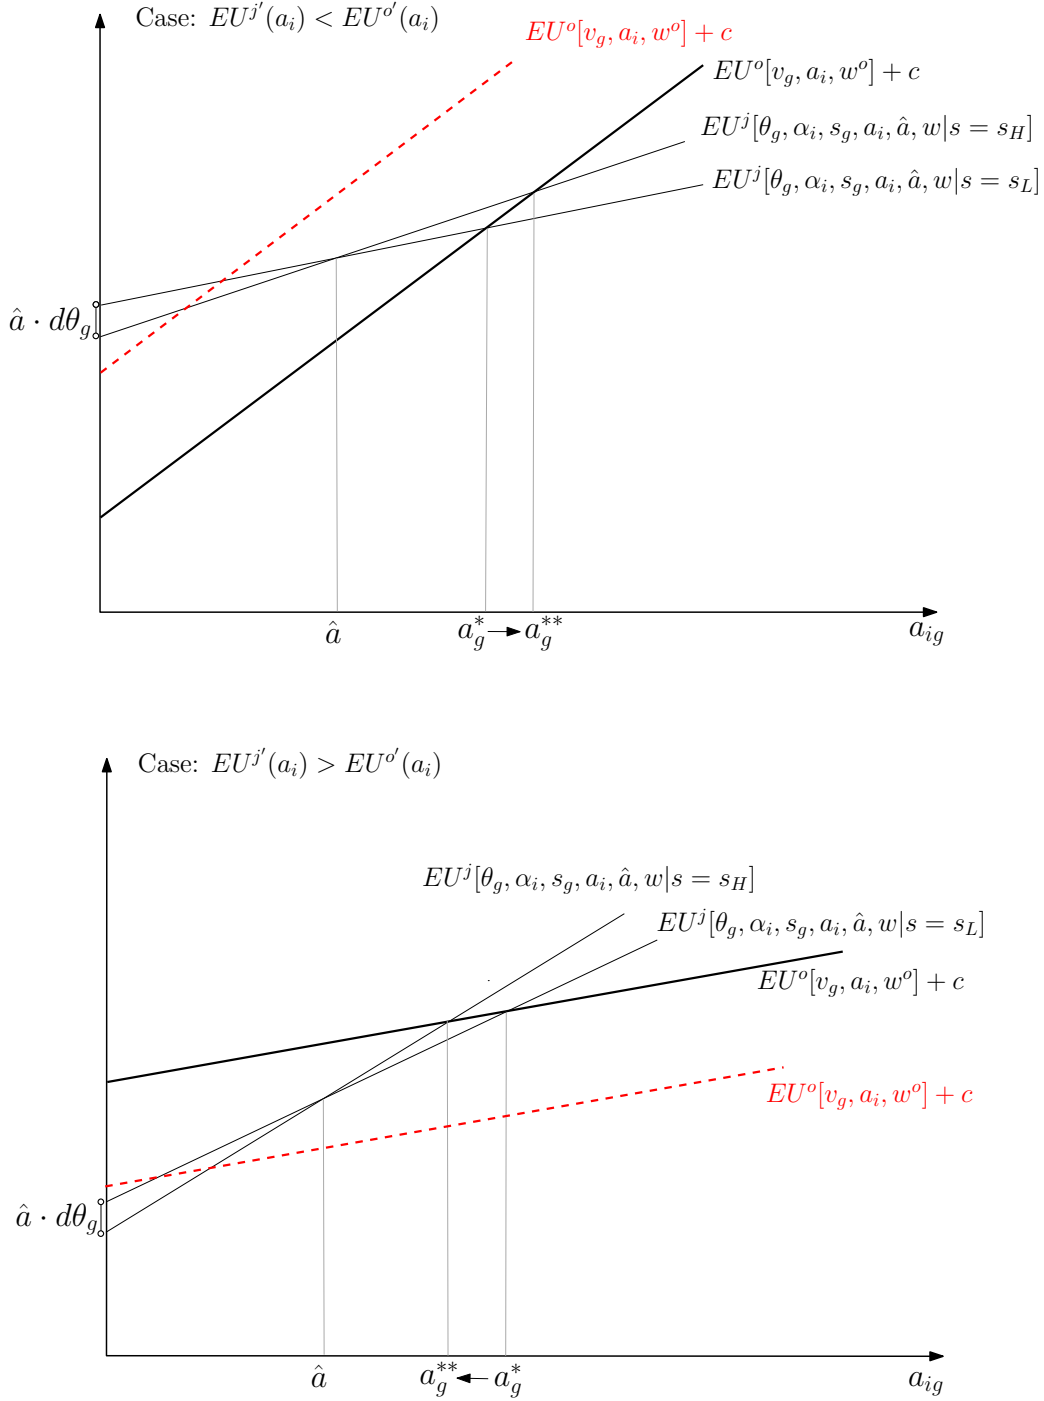 Case: EU^{j'}(a_i) < EU^{o'}(a_i)
EU^o[v_g, a_i, w^o] + c
EU^o[v_g, a_i, w^o] + c
EU^j[θ_g, α_i, s_g, a_i, â, w|s = s_H]
EU^j[θ_g, α_i, s_g, a_i, â, w|s = s_L]
â · dθ_g
â a_g^* a_g^{**} a_{ig}
Case: EU^{j'}(a_i) > EU^{o'}(a_i)
EU^j[θ_g, α_i, s_g, a_i, â, w|s = s_H]
EU^j[θ_g, α_i, s_g, a_i, â, w|s = s_L]
EU^o[v_g, a_i, w^o] + c
EU^o[v_g, a_i, w^o] + c
â · dθ_g
â a_g^{**} a_g^* a_{ig}